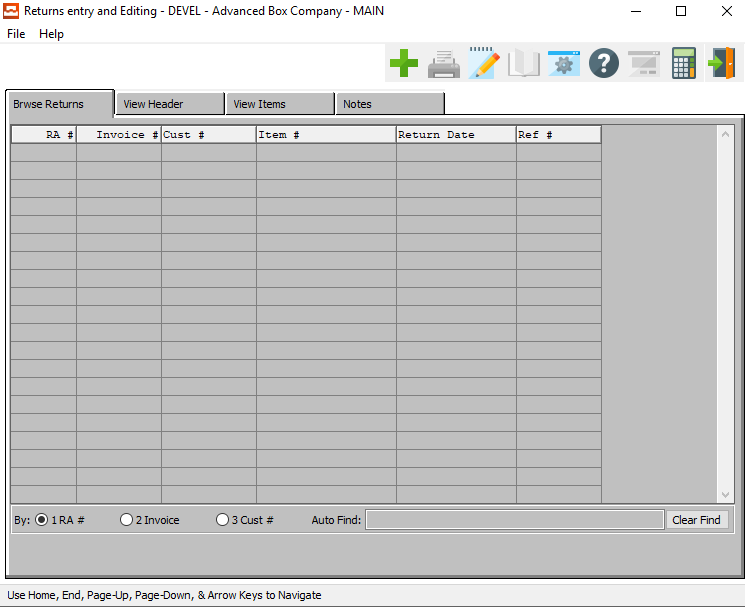 Returns entry and Editing - DEVEL - Advanced Box Company - MAIN
File Help
?
Brwse Returns View Header View Items Notes
RA # Invoice # Cust # Item # Return Date Ref #
By: 1 RA # 2 Invoice 3 Cust # Auto Find: Clear Find
Use Home, End, Page-Up, Page-Down, & Arrow Keys to Navigate